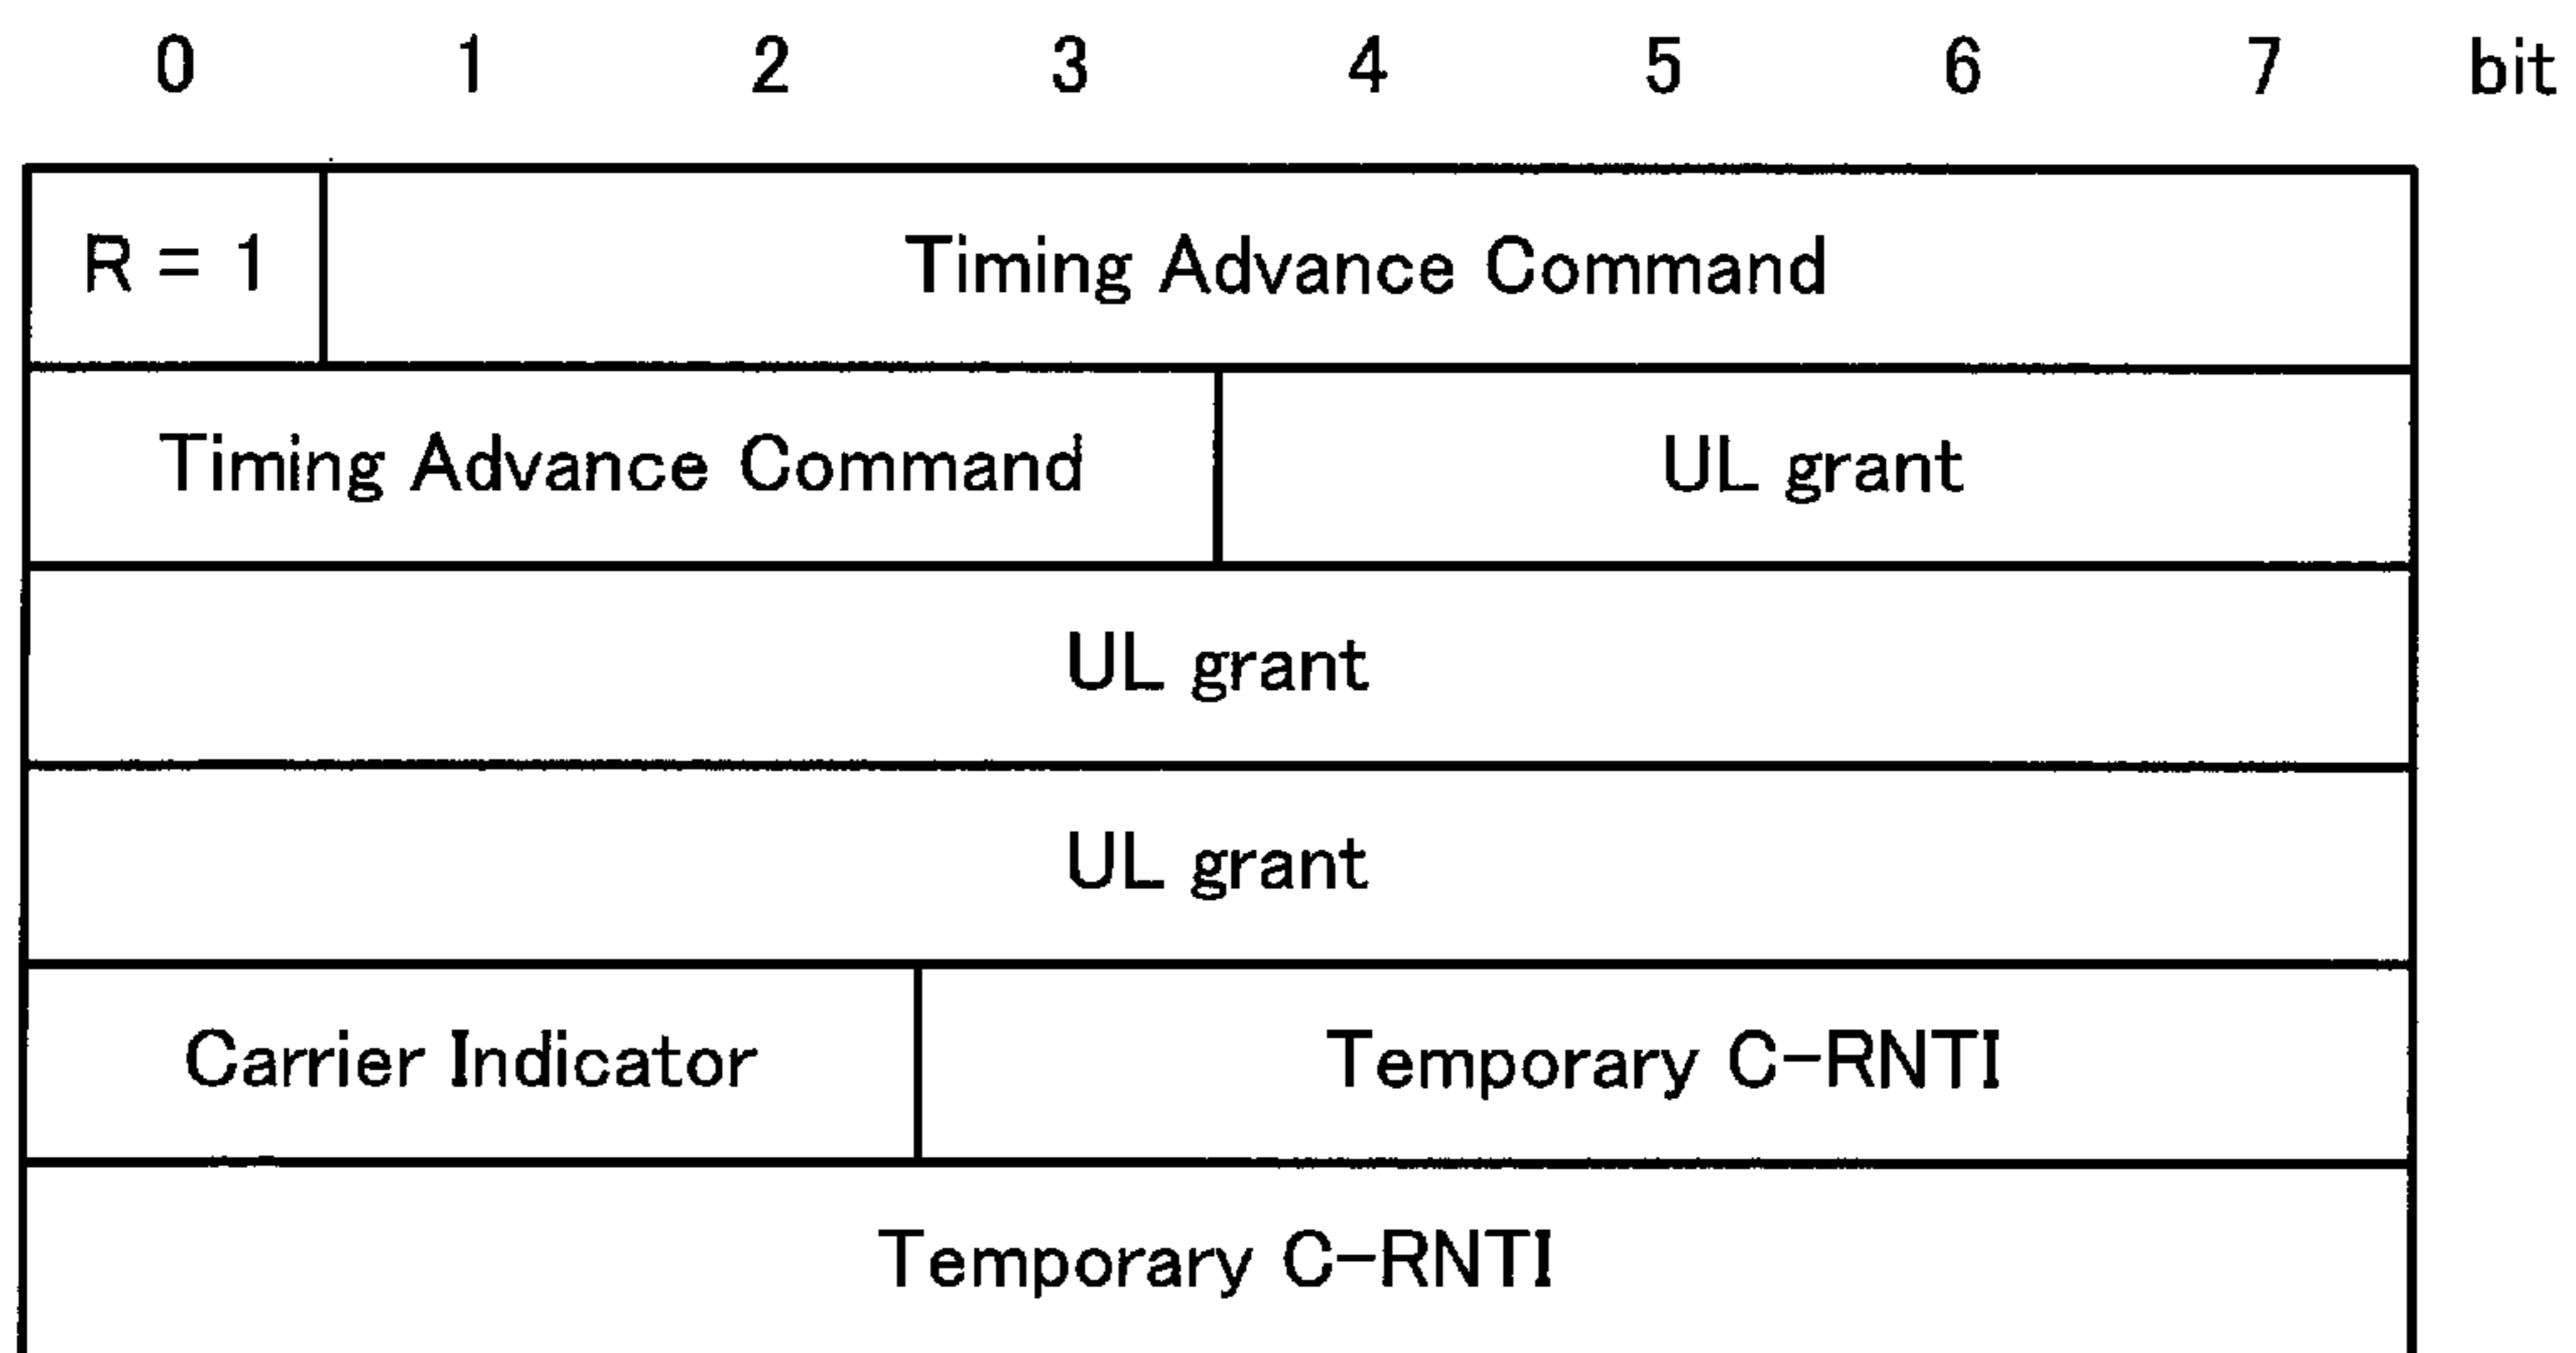 0 1 2 3 4 5 6 7 bit
R = 1 Timing Advance Command
Timing Advance Command UL grant
UL grant
UL grant
Carrier Indicator Temporary C-RNTI
Temporary C-RNTI